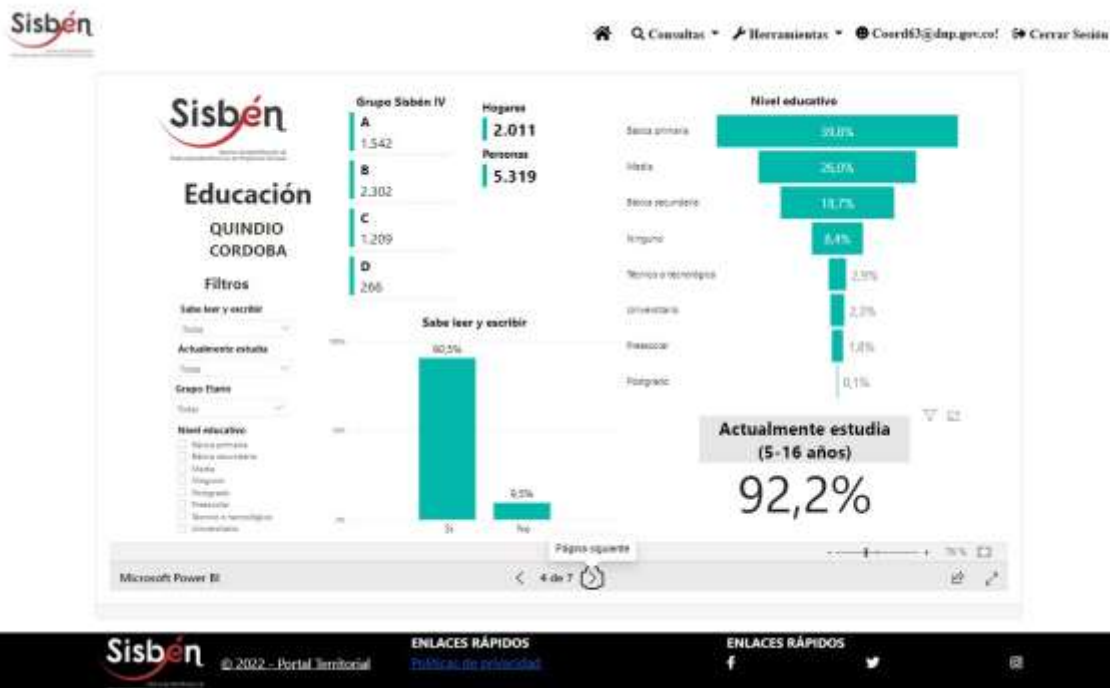 Sisbén
Consultas
Herramientas
Coord63@dnp.gov.co!
Cerrar Sesión
Sisbén
Educación
QUINDIO
CORDOBA
Filtros
Sabe leer y escribir
Todas
Actualmente estudia
Todas
Grupo Etario
Todas
Nivel educativo
Básica primaria
Básica secundaria
Media
Ninguno
Postgrado
Preescolar
Técnico o tecnológico
Universitario
Grupo Sisbén IV
A
1.542
B
2.302
C
1.209
D
266
Hogares
2.011
Personas
5.319
Sabe leer y escribir
100%
90,5%
9,5%
Si
No
Nivel educativo
Básica primaria
39,8%
Media
26,0%
Básica secundaria
18,7%
Ninguno
8,4%
Técnico o tecnológico
2,9%
Universitario
2,3%
Preescolar
1,8%
Postgrado
0,1%
Actualmente estudia
(5-16 años)
92,2%
Página siguiente
Microsoft Power BI
4 de 7
Sisbén
© 2022 - Portal Territorial
ENLACES RÁPIDOS
Políticas de privacidad
ENLACES RÁPIDOS